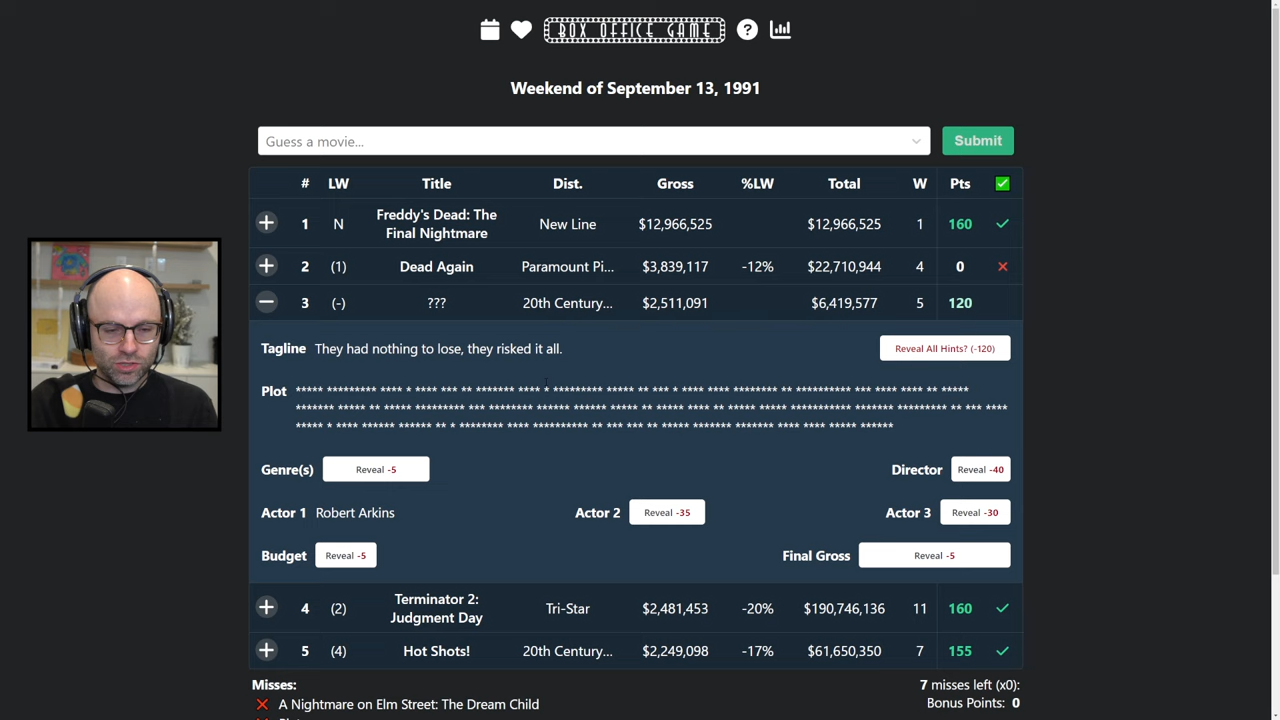 BOX OFFICE GAME
Weekend of September 13, 1991
Guess a movie...
Submit
# LW Title Dist. Gross %LW Total W Pts
1 N Freddy's Dead: The Final Nightmare New Line $12,966,525 $12,966,525 1 160
2 (1) Dead Again Paramount Pi... $3,839,117 -12% $22,710,944 4 0
3 (-) ??? 20th Century... $2,511,091 $6,419,577 5 120
Tagline They had nothing to lose, they risked it all.
Reveal All Hints? (-120)
Plot ***** ********* **** * **** *** ** ******* **** * ********* ***** ** *** * **** **** ******** ** ********** *** **** **** ** *****
******* ***** ** ***** ********* *** ******** ****** ****** ***** ** ***** **** ** ***** ***** *********** ******* ********* ** *** ****
***** * **** ****** ****** ** * ******** **** ********** ** *** *** ** ***** ******* ******* **** **** ***** ******
Genre(s) Reveal -5 Director Reveal -40
Actor 1 Robert Arkins Actor 2 Reveal -35 Actor 3 Reveal -30
Budget Reveal -5 Final Gross Reveal -5
4 (2) Terminator 2: Judgment Day Tri-Star $2,481,453 -20% $190,746,136 11 160
5 (4) Hot Shots! 20th Century... $2,249,098 -17% $61,650,350 7 155
Misses: 7 misses left (x0):
A Nightmare on Elm Street: The Dream Child Bonus Points: 0